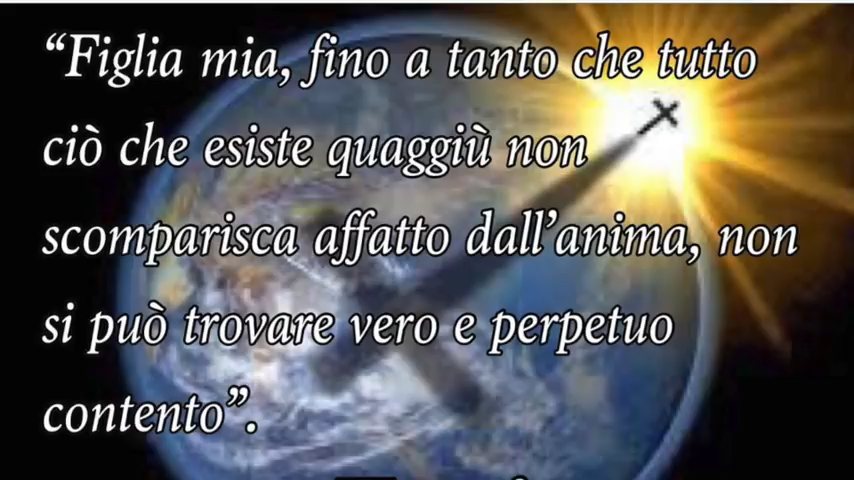 “Figlia mia, fino a tanto che tutto
ciò che esiste quaggiù non
scomparisca affatto dall’anima, non
si può trovare vero e perpetuo
contento”.